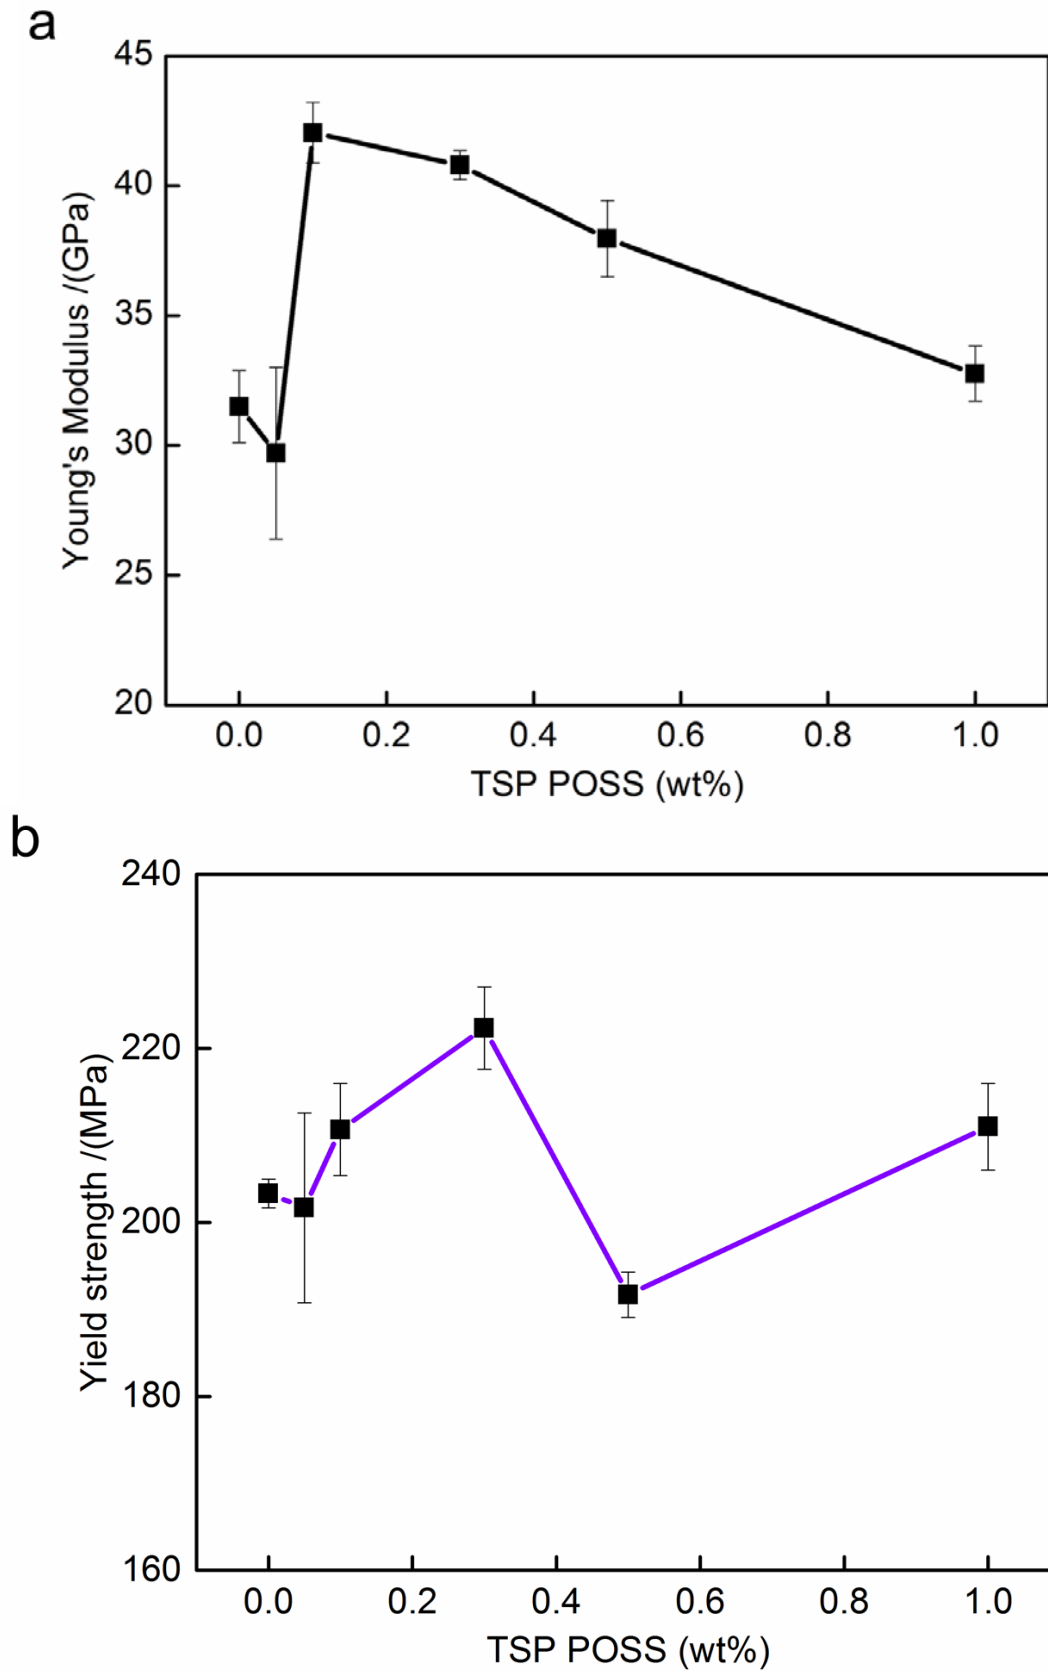 a
45
40
35
30
25
20
Young's Modulus /(GPa)
0.0 0.2 0.4 0.6 0.8 1.0
TSP POSS (wt%)
b
240
220
200
180
160
Yield strength /(MPa)
0.0 0.2 0.4 0.6 0.8 1.0
TSP POSS (wt%)